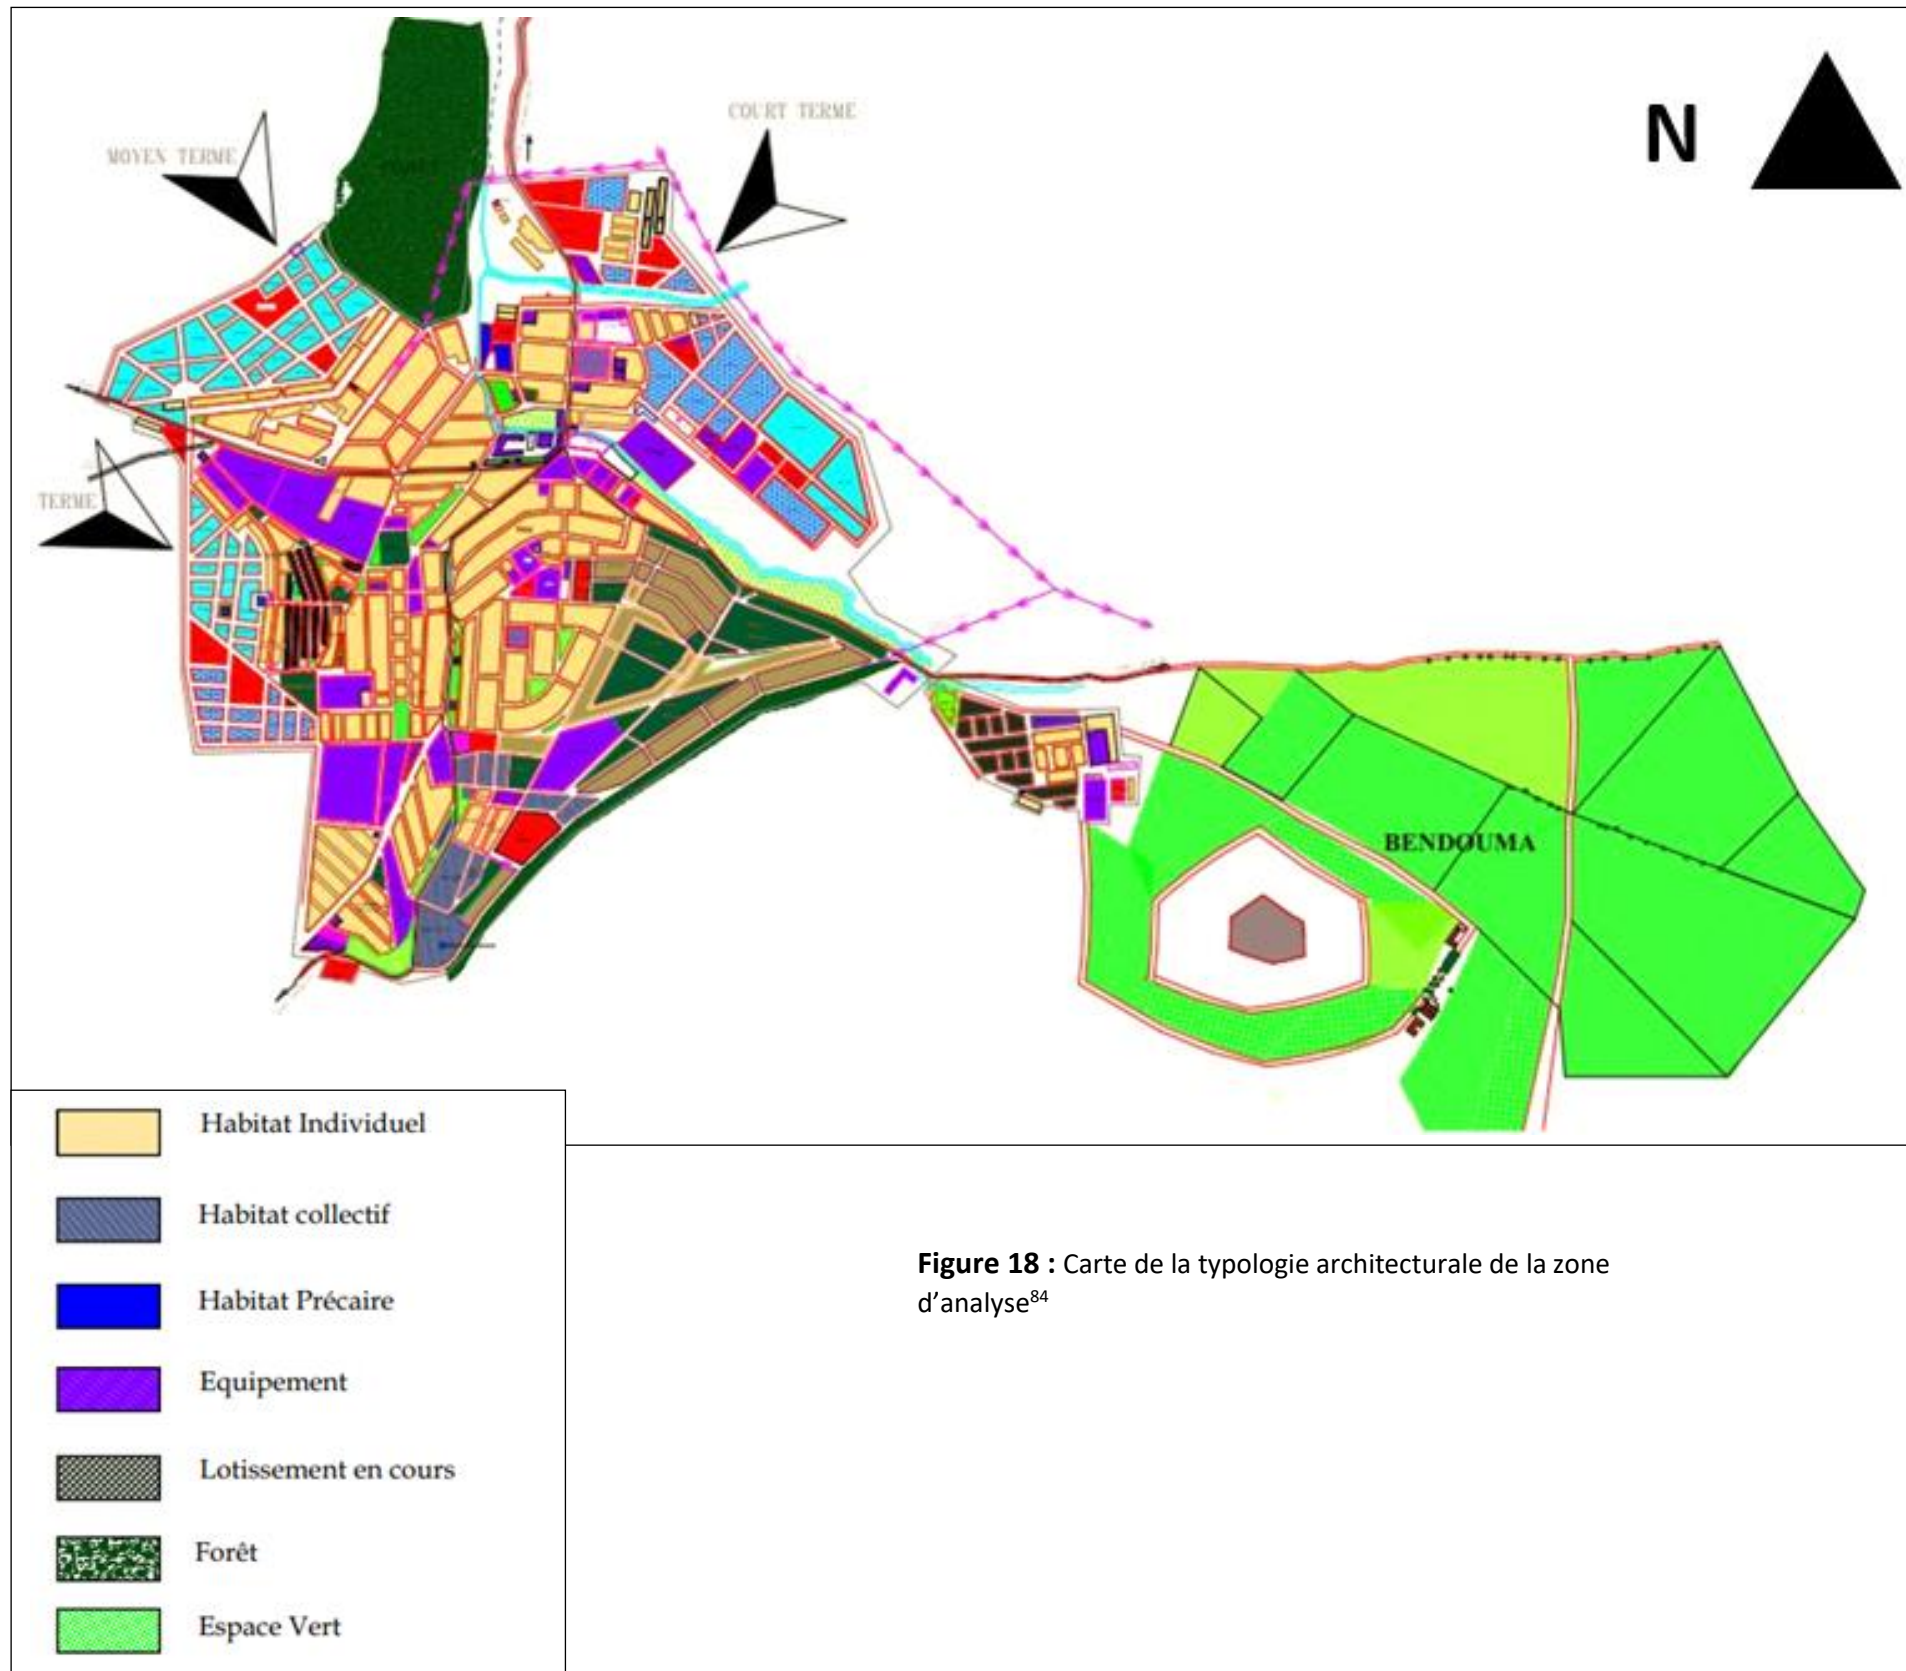 COURT TERME
N
MOYEN TERME
TERME
BENDOUMA
Habitat Individuel
Habitat collectif
Habitat Précaire
Equipement
Lotissement en cours
Forêt
Espace Vert
Figure 18 : Carte de la typologie architecturale de la zone
d’analyse84